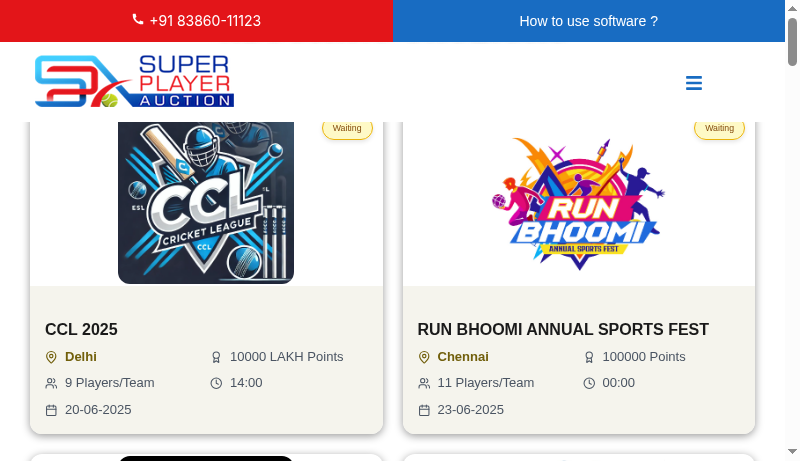 +91 83860-11123
How to use software ?
SUPER
PLAYER
AUCTION
Waiting
Waiting
ESL
CCL
CRICKET LEAGUE
CCL
RUN
BHOOMI
ANNUAL SPORTS FEST
CCL 2025
Delhi
10000 LAKH Points
9 Players/Team
14:00
20-06-2025
RUN BHOOMI ANNUAL SPORTS FEST
Chennai
100000 Points
11 Players/Team
00:00
23-06-2025